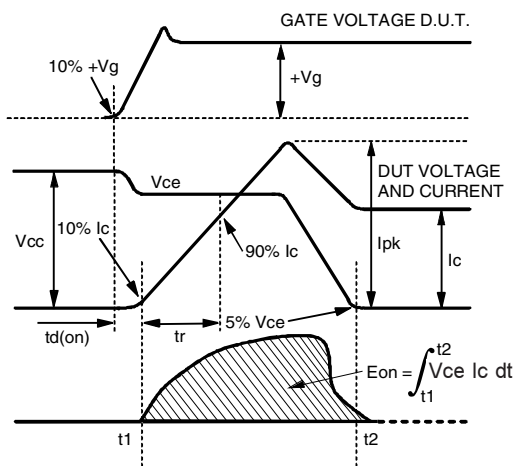 GATE VOLTAGE D.U.T.
10% +Vg
+Vg
Vce
DUT VOLTAGE
AND CURRENT
10% Ic
Vcc
90% Ic
Ipk
Ic
td(on)
tr
5% Vce
Eon = ∫ Vce Ic dt
t2
t1
t1
t2